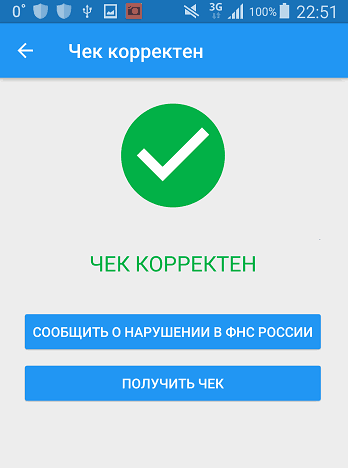 0° 3G 100% 22:51
Чек корректен
ЧЕК КОРРЕКТЕН
СООБЩИТЬ О НАРУШЕНИИ В ФНС РОССИИ
ПОЛУЧИТЬ ЧЕК